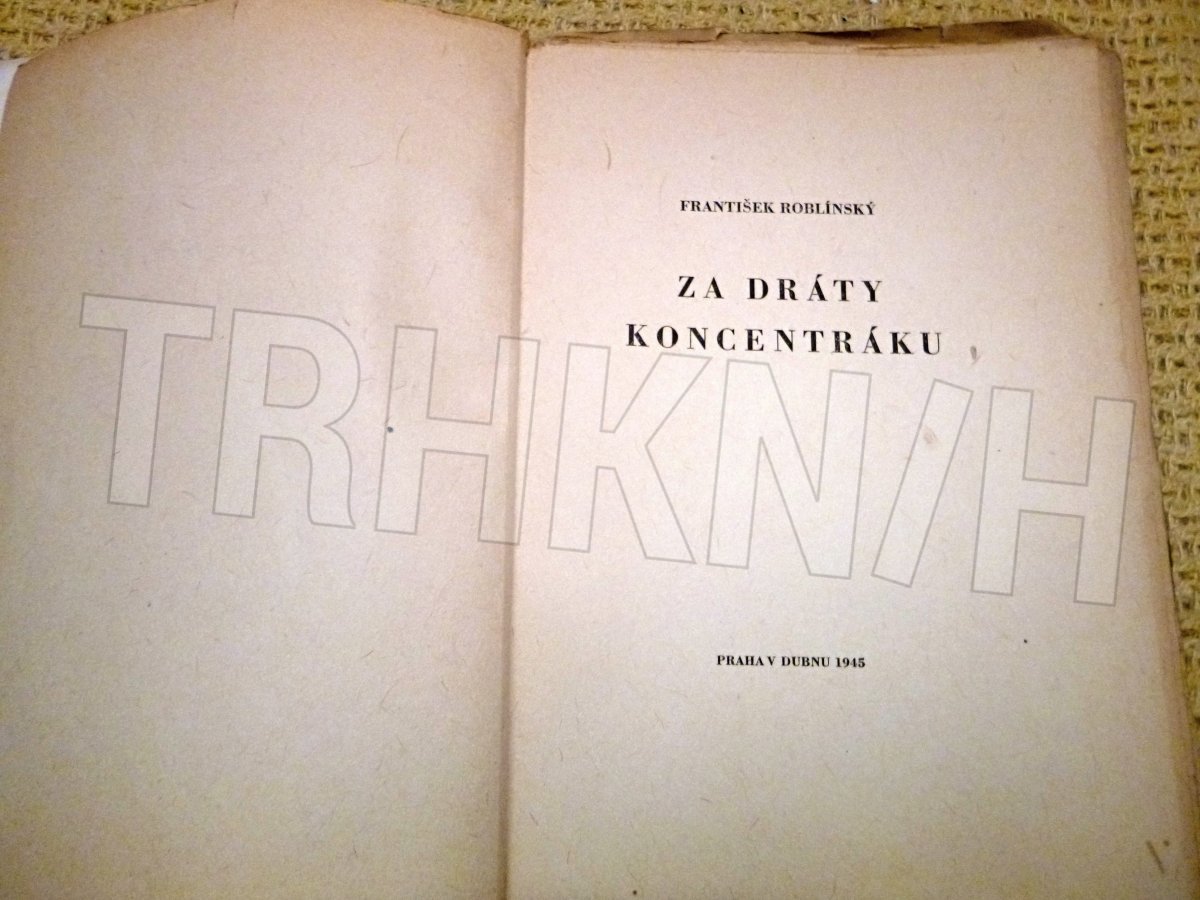 FRANTIŠEK ROBLÍNSKÝ
ZA DRÁTY
KONCENTRÁKU
TRHKNIH
PRAHA V DUBNU 1945